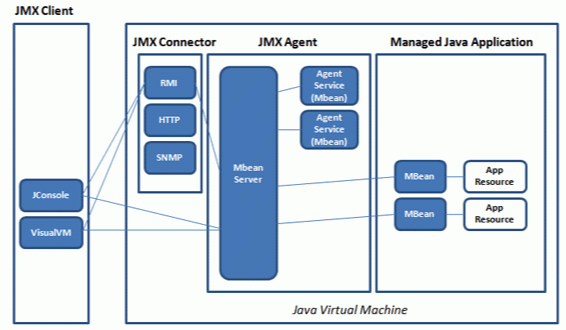 JMX Client
JMX Connector
JMX Agent
Managed Java Application
RMI
HTTP
SNMP
Mbean
Server
Agent
Service
(Mbean)
Agent
Service
(Mbean)
JConsole
VisualVM
MBean
App
Resource
MBean
App
Resource
Java Virtual Machine